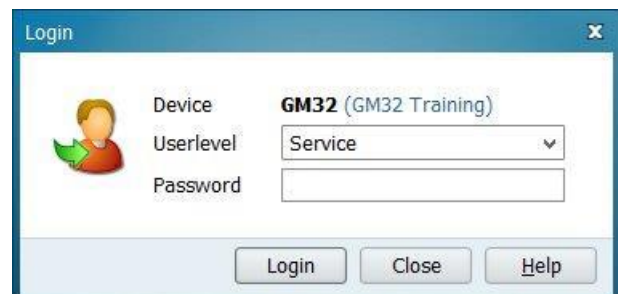 Login
Device GM32 (GM32 Training)
Userlevel Service
Password
Login Close Help